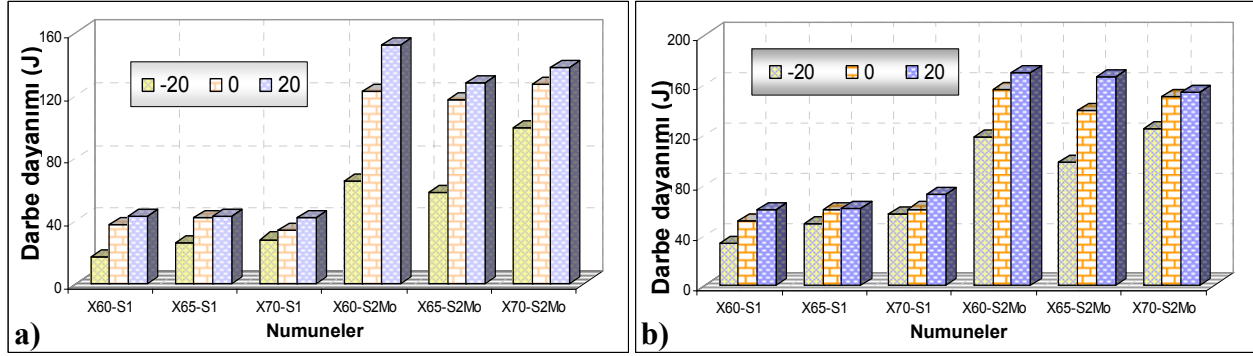 160
120
80
40
0
Darbe dayanımı (J)
-20 0 20
X60-S1 X65-S1 X70-S1 X60-S2Mo X65-S2Mo X70-S2Mo
Numuneler
a)
200
160
120
80
40
0
Darbe dayanımı (J)
-20 0 20
X60-S1 X65-S1 X70-S1 X60-S2Mo X65-S2Mo X70-S2Mo
Numuneler
b)